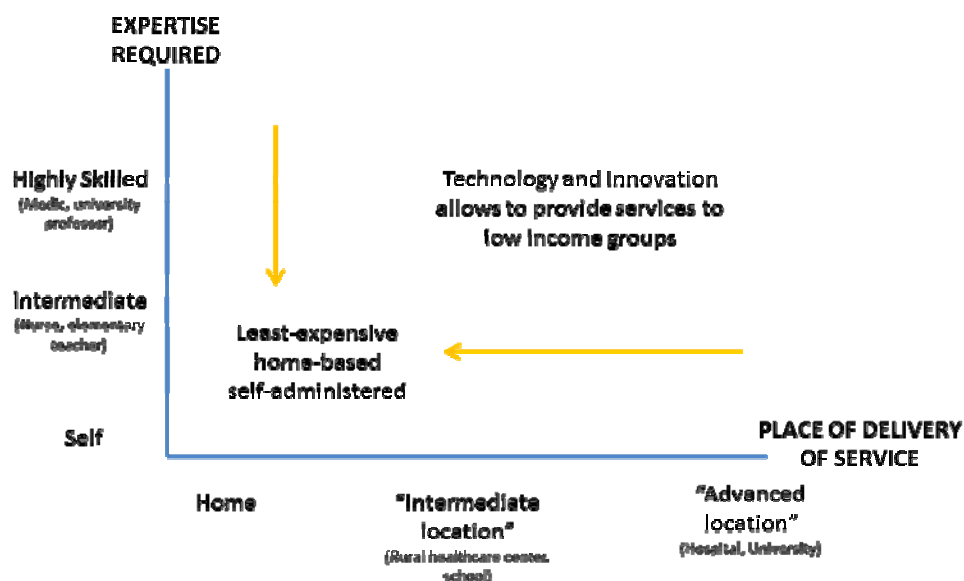 EXPERTISE
REQUIRED
Highly Skilled
(Medic, university
professor)
Technology and Innovation
allows to provide services to
low income groups
Intermediate
(Nurse, elementary
teacher)
Least-expensive
home-based
self-administered
Self
PLACE OF DELIVERY
OF SERVICE
Home
"Intermediate
location"
(Rural healthcare center,
school)
"Advanced
location"
(Hospital, University)